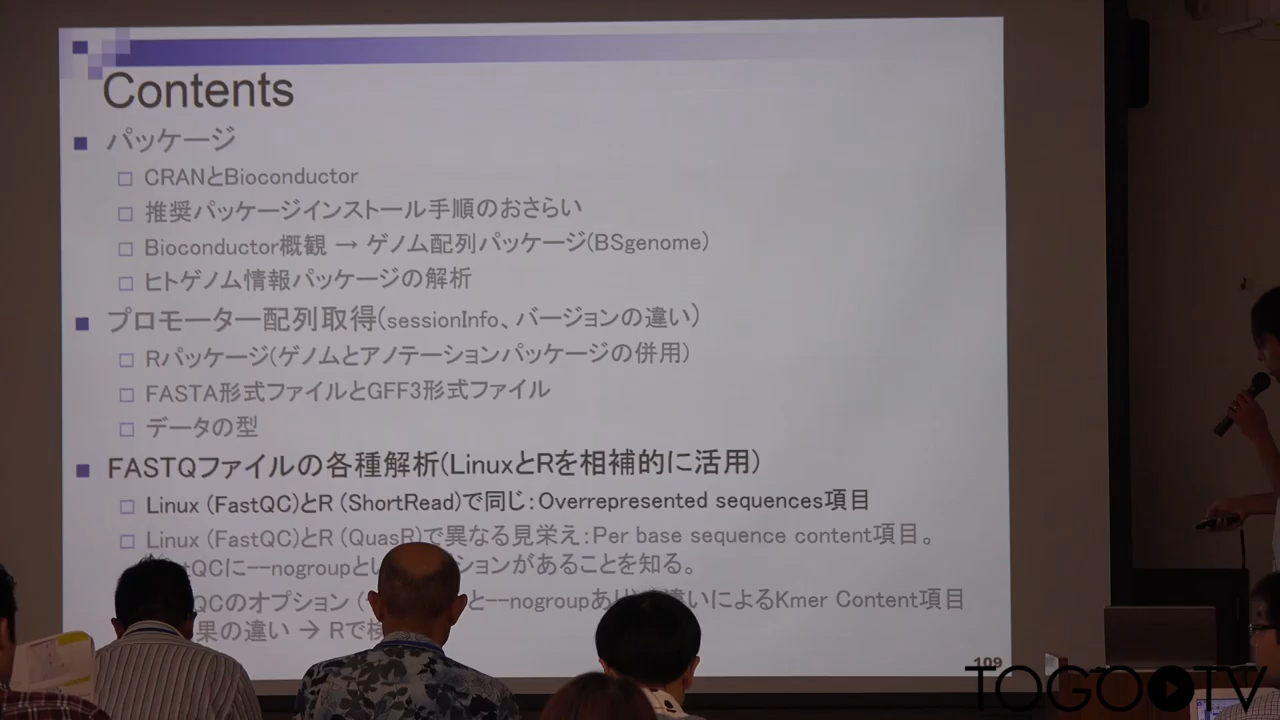 Contents
パッケージ
CRANとBioconductor
推奨パッケージインストール手順のおさらい
Bioconductor概観 → ゲノム配列パッケージ(BSgenome)
ヒトゲノム情報パッケージの解析
プロモーター配列取得(sessionInfo、バージョンの違い)
Rパッケージ(ゲノムとアノテーションパッケージの併用)
FASTA形式ファイルとGFF3形式ファイル
データの型
FASTQファイルの各種解析(LinuxとRを相補的に活用)
Linux (FastQC)とR (ShortRead)で同じ:Overrepresented sequences項目
Linux (FastQC)とR (QuasR)で異なる見栄え:Per base sequence content項目。
tQCに--nogroupとい ションがあることを知る。
QCのオプション ( と--nogroupあり 違いによるKmer Content項目
果の違い → Rで検
109
TOGOTV